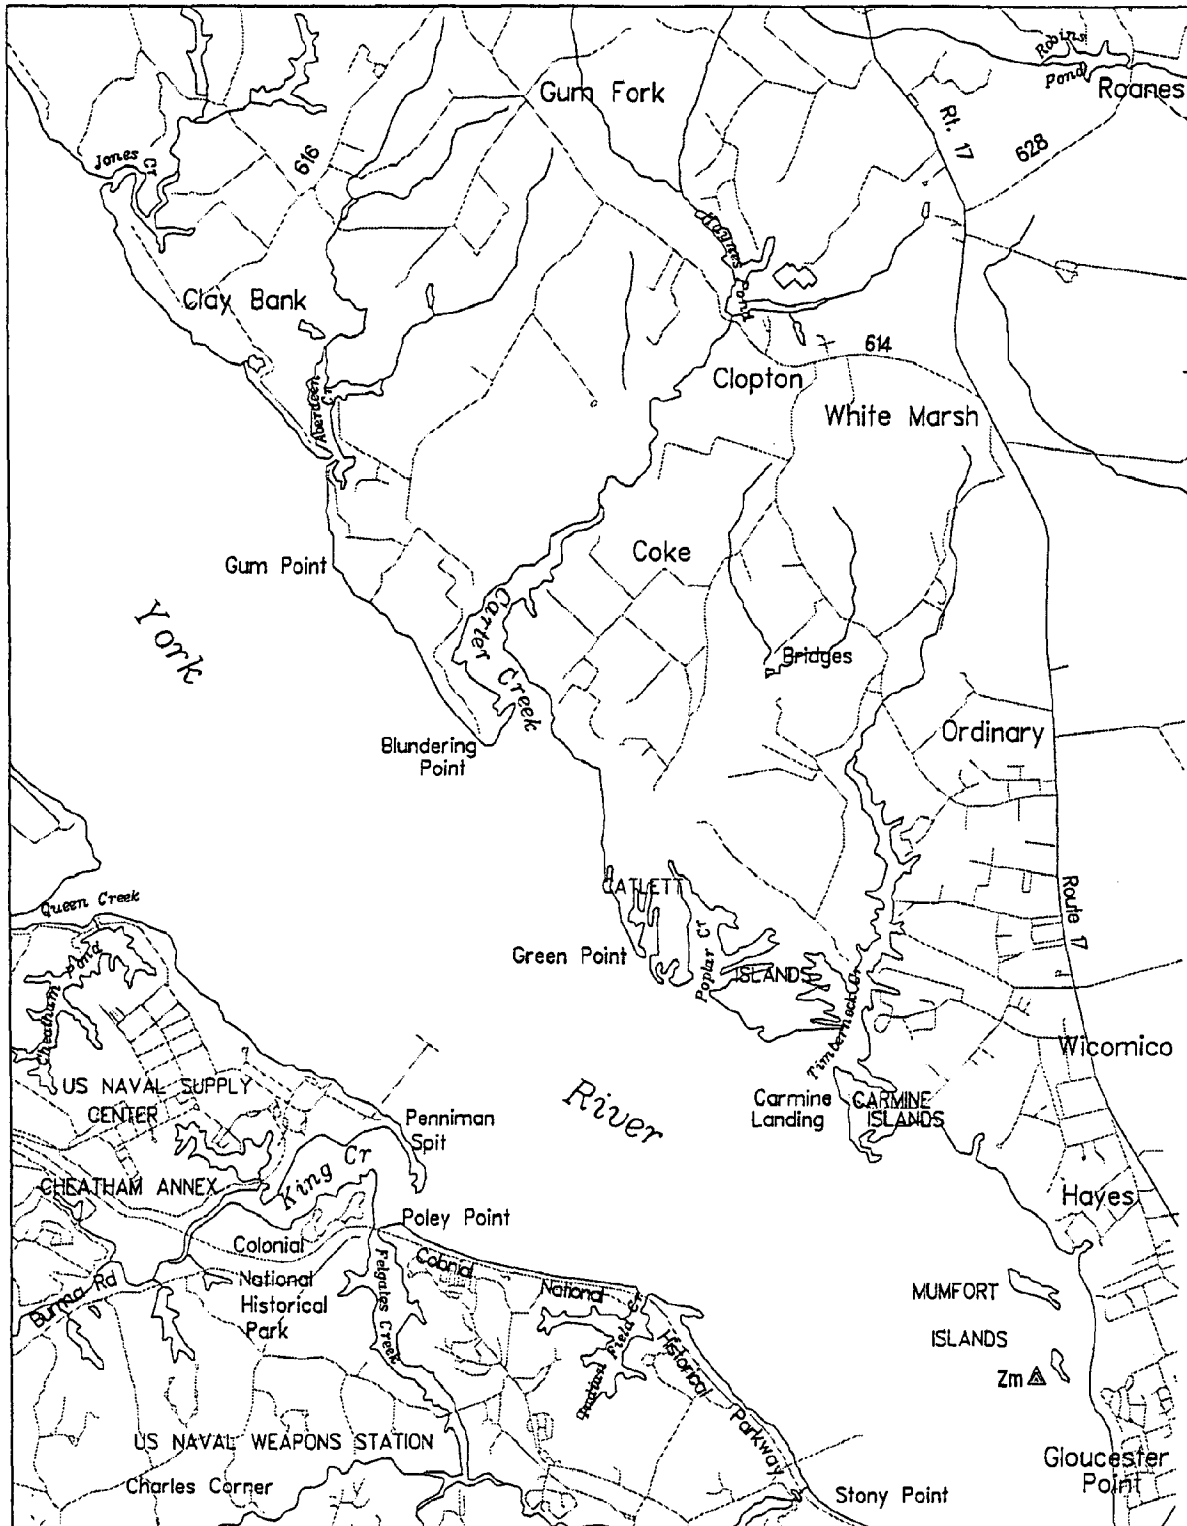 Robins
Pond
Roanes
Gum Fork
Rt. 17
628
Jones Cr
616
Haynes Pond
Clay Bank
614
Clopton
Aberdeen
Cr
White Marsh
Coke
Gum Point
Carter Creek
York
Bridges
Ordinary
Blundering
Point
Queen Creek
CATLETT
Route 17
Green Point
Poplar Cr
ISLANDS
Cheatham Pond
Timberneck Cr
Wicomico
US NAVAL SUPPLY
CENTER
River
Carmine
Landing
CARMINE
ISLANDS
Penniman
Spit
King Cr
CHEATHAM ANNEX
Hayes
Poley Point
Colonial
National
Historical
Park
Burma Rd
Felgates Creek
Colonial
National
Historical
Parkway
Field Cr
MUMFORT
ISLANDS
Zm
US NAVAL WEAPONS STATION
Charles Corner
Gloucester
Point
Stony Point